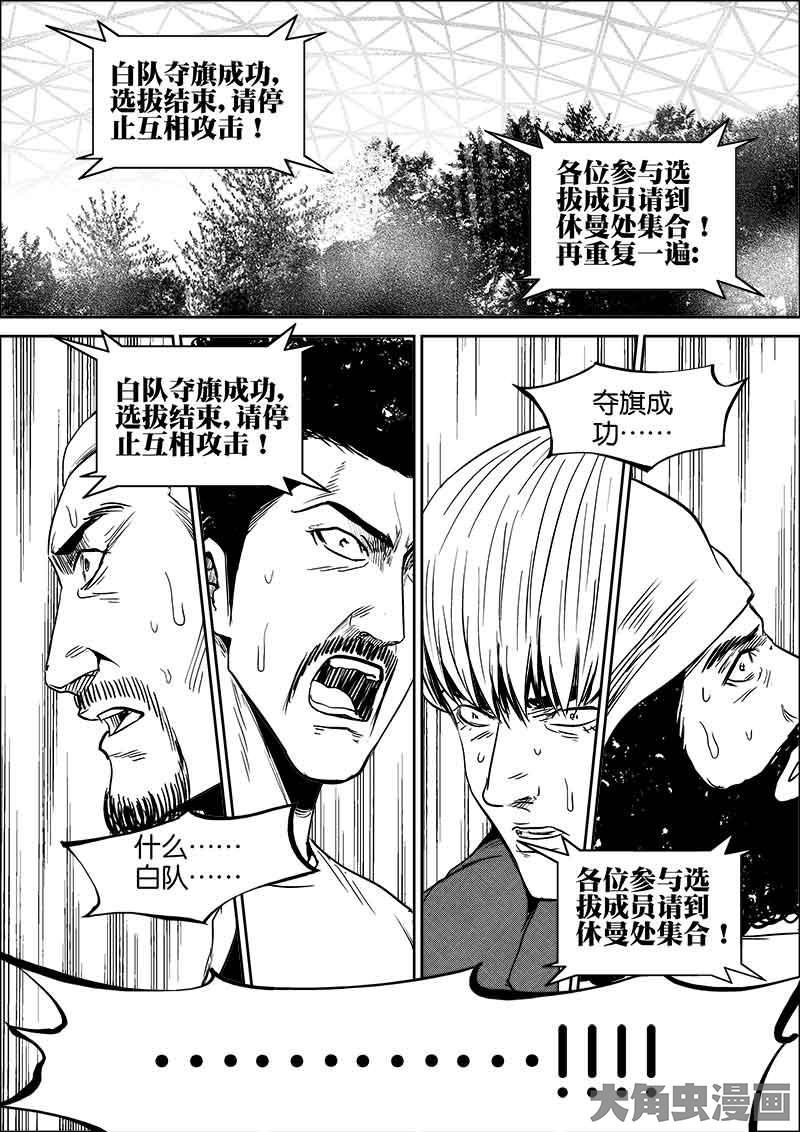 白队夺旗成功,
选拔结束,请停
止互相攻击!
各位参与选
拔成员请到
休曼处集合!
再重复一遍:
白队夺旗成功,
选拔结束,请停
止互相攻击!
夺旗成
功……
什么……
白队……
各位参与选
拔成员请到
休曼处集合!
·············!!!!
大角虫漫画